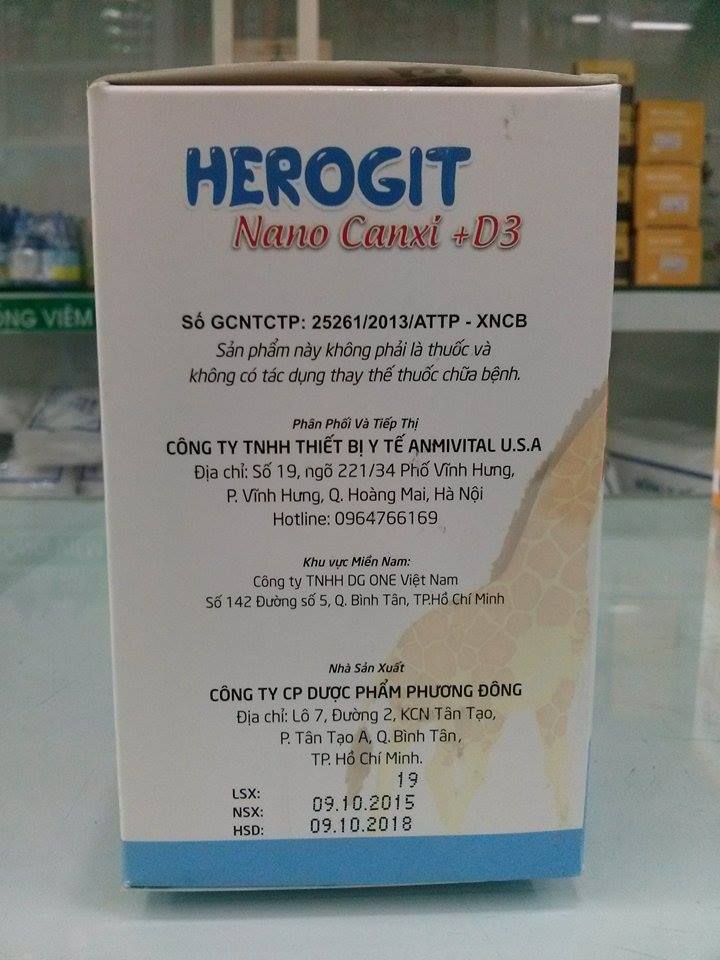 HEROGIT
Nano Canxi +D3
Số GCNTCTP: 25261/2013/ATTP - XNCB
Sản phẩm này không phải là thuốc và
không có tác dụng thay thế thuốc chữa bệnh.
Phân Phối Và Tiếp Thị
CÔNG TY TNHH THIẾT BỊ Y TẾ ANMIVITAL U.S.A
Địa chỉ: Số 19, ngõ 221/34 Phố Vĩnh Hưng,
P. Vĩnh Hưng, Q. Hoàng Mai, Hà Nội
Hotline: 0964766169
Khu vực Miền Nam:
Công ty TNHH DG ONE Việt Nam
Số 142 Đường số 5, Q. Bình Tân, TP.Hồ Chí Minh
Nhà Sản Xuất
CÔNG TY CP DƯỢC PHẨM PHƯƠNG ĐÔNG
Địa chỉ: Lô 7, Đường 2, KCN Tân Tạo,
P. Tân Tạo A, Q. Bình Tân,
TP. Hồ Chí Minh.
LSX: 19
NSX: 09.10.2015
HSD: 09.10.2018
VIÊM